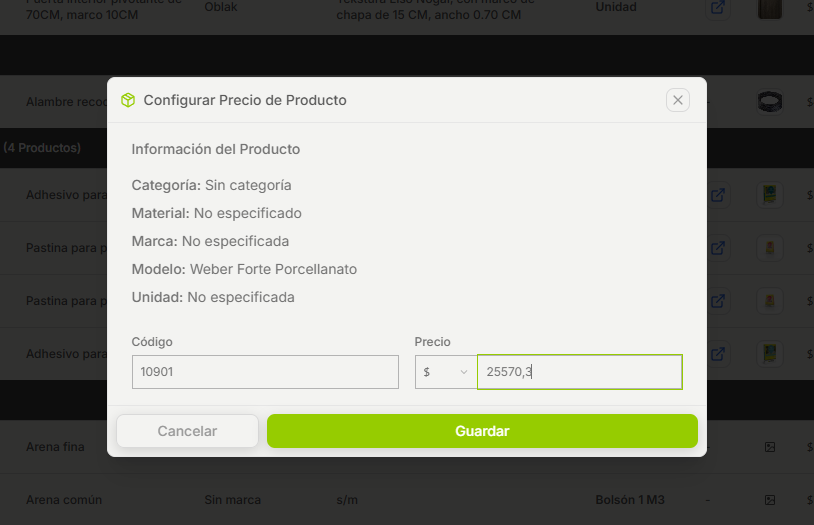 Puerta interior pivotante de
70CM, marco 10CM
Oblak
Textura Liso Nogal, con marco de
chapa de 15 CM, ancho 0.70 CM
Unidad
$
Alambre
-
$
(4 Productos)
Configurar Precio de Producto
Información del Producto
Categoría: Sin categoría
Material: No especificado
Marca: No especificada
Modelo: Weber Forte Porcellanato
Unidad: No especificada
Código
Precio
10901
$
25570,3
Cancelar
Guardar
Adhesivo para
$
Pastina para p
$
Pastina para p
$
Adhesivo para
$
Arena fina
-
$
Arena común
Sin marca
s/m
Bolsón 1 M3
-
$